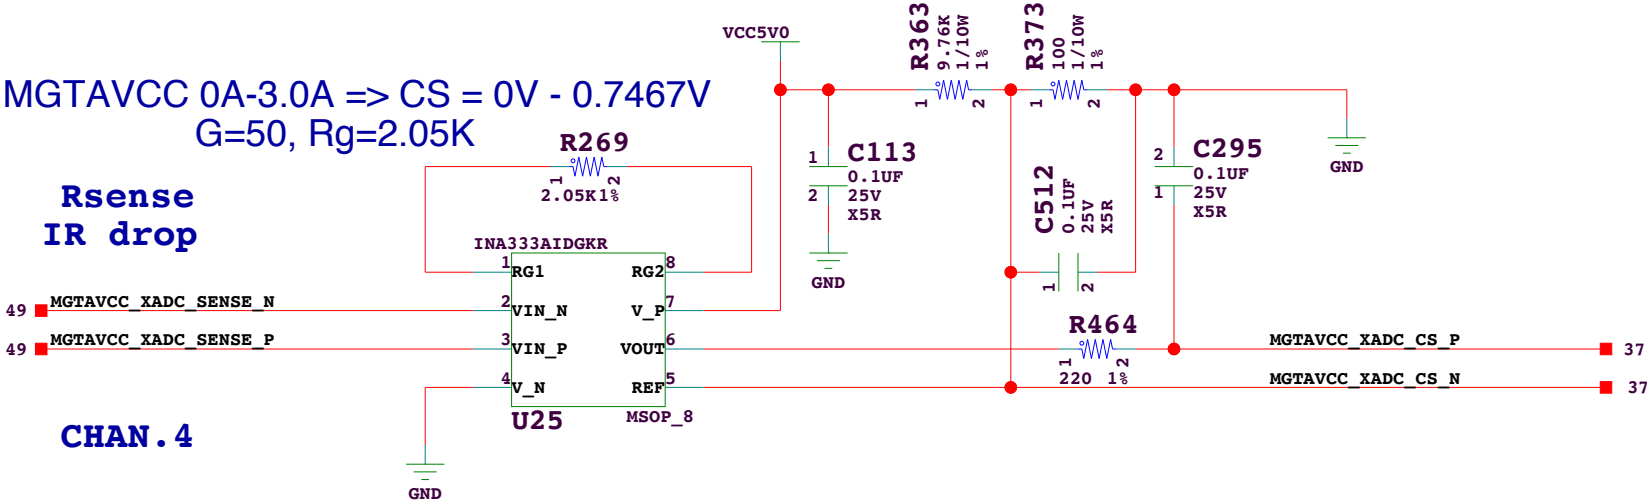 VCC5V0
R363
9.76K
1/10W
1%
1
2
R373
100
1/10W
1%
1
2
MGTAVCC 0A-3.0A => CS = 0V - 0.7467V
G=50, Rg=2.05K
R269
1
2
2.05K1%
1
2
C113
0.1UF
25V
X5R
GND
C512
0.1UF
25V
X5R
1
2
2
1
C295
0.1UF
25V
X5R
GND
Rsense
IR drop
INA333AIDGKR
1
RG1
RG2
8
49
MGTAVCC_XADC_SENSE_N
2
VIN_N
V_P
7
49
MGTAVCC_XADC_SENSE_P
3
VIN_P
VOUT
6
4
V_N
REF
5
U25
MSOP_8
R464
1
2
220 1%
MGTAVCC_XADC_CS_P
37
MGTAVCC_XADC_CS_N
37
CHAN.4
GND